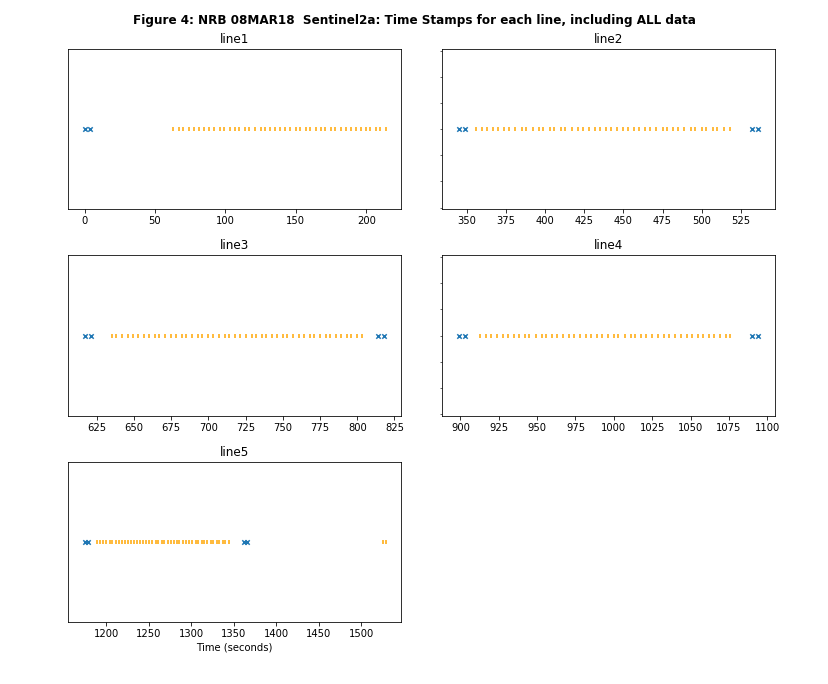 Figure 4: NRB 08MAR18  Sentinel2a: Time Stamps for each line, including ALL data
line1
line2
0 50 100 150 200
350 375 400 425 450 475 500 525
line3
line4
625 650 675 700 725 750 775 800 825
900 925 950 975 1000 1025 1050 1075 1100
line5
1200 1250 1300 1350 1400 1450 1500
Time (seconds)